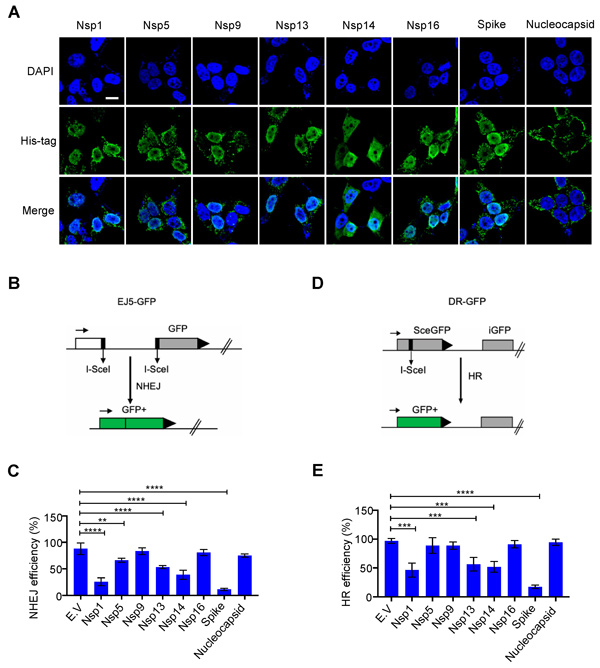 A
Nsp1 Nsp5 Nsp9 Nsp13 Nsp14 Nsp16 Spike Nucleocapsid
DAPI
His-tag
Merge
B
EJ5-GFP
GFP
I-SceI I-SceI
NHEJ
GFP+
D
DR-GFP
SceGFP iGFP
I-SceI
HR
GFP+
C
****
****
****
**
****
NHEJ efficiency (%)
150
100
50
0
E.V Nsp1 Nsp5 Nsp9 Nsp13 Nsp14 Nsp16 Spike Nucleocapsid
E
****
***
***
***
HR efficiency (%)
150
100
50
0
E.V Nsp1 Nsp5 Nsp9 Nsp13 Nsp14 Nsp16 Spike Nucleocapsid